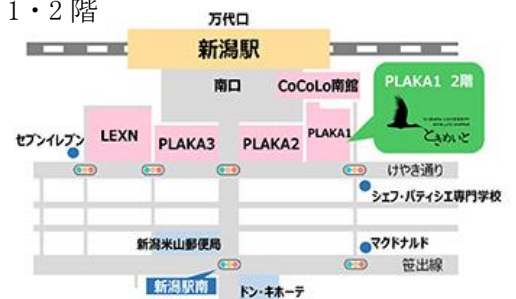 1・2階
万代口
新潟駅
南口
CoCoLo南館
PLAKA1 2階
ときめいと
セブンイレブン
LEXN
PLAKA3
PLAKA2
PLAKA1
けやき通り
シェフ・パティシエ専門学校
新潟米山郵便局
マクドナルド
新潟駅南
笹出線
ドン・キホーテ